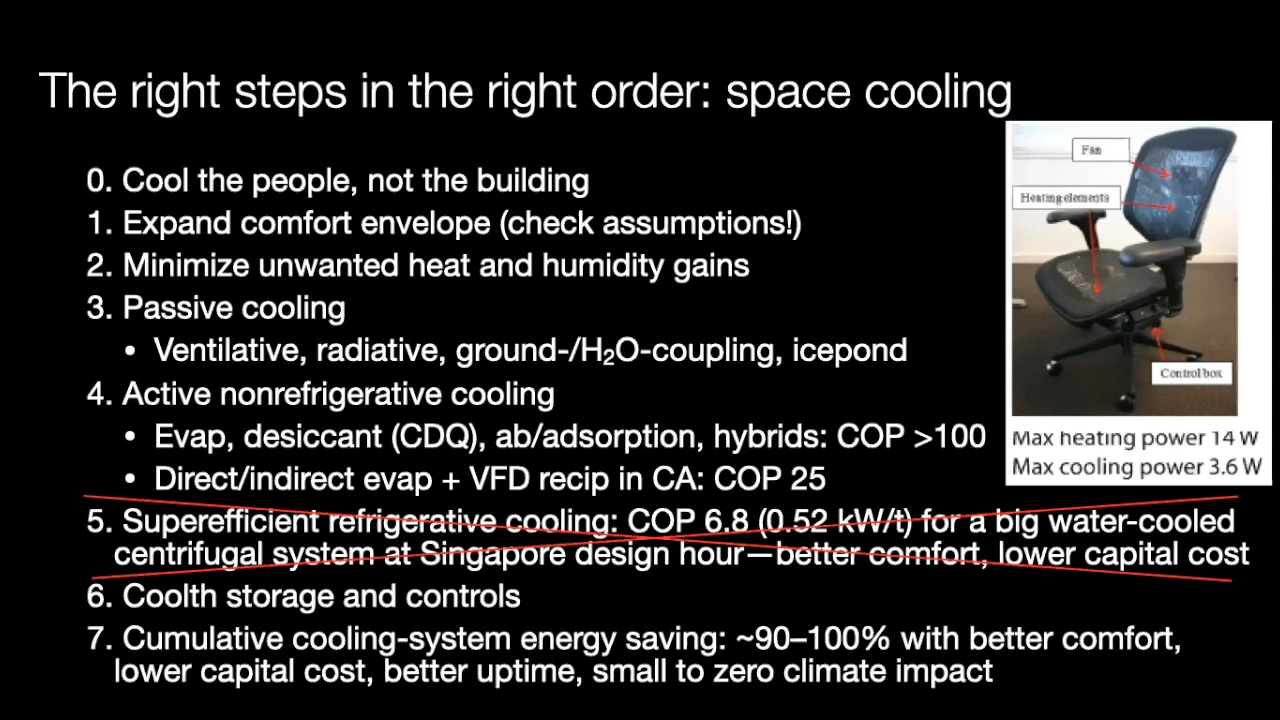 The right steps in the right order: space cooling
0. Cool the people, not the building
1. Expand comfort envelope (check assumptions!)
2. Minimize unwanted heat and humidity gains
3. Passive cooling
• Ventilative, radiative, ground-/H₂O-coupling, icepond
4. Active nonrefrigerative cooling
• Evap, desiccant (CDQ), ab/adsorption, hybrids: COP >100
• Direct/indirect evap + VFD recip in CA: COP 25
5. Superefficient refrigerative cooling: COP 6.8 (0.52 kW/t) for a big water-cooled
centrifugal system at Singapore design hour—better comfort, lower capital cost
6. Coolth storage and controls
7. Cumulative cooling-system energy saving: ~90–100% with better comfort,
lower capital cost, better uptime, small to zero climate impact
Fan
Heating elements
Control box
Max heating power 14 W
Max cooling power 3.6 W